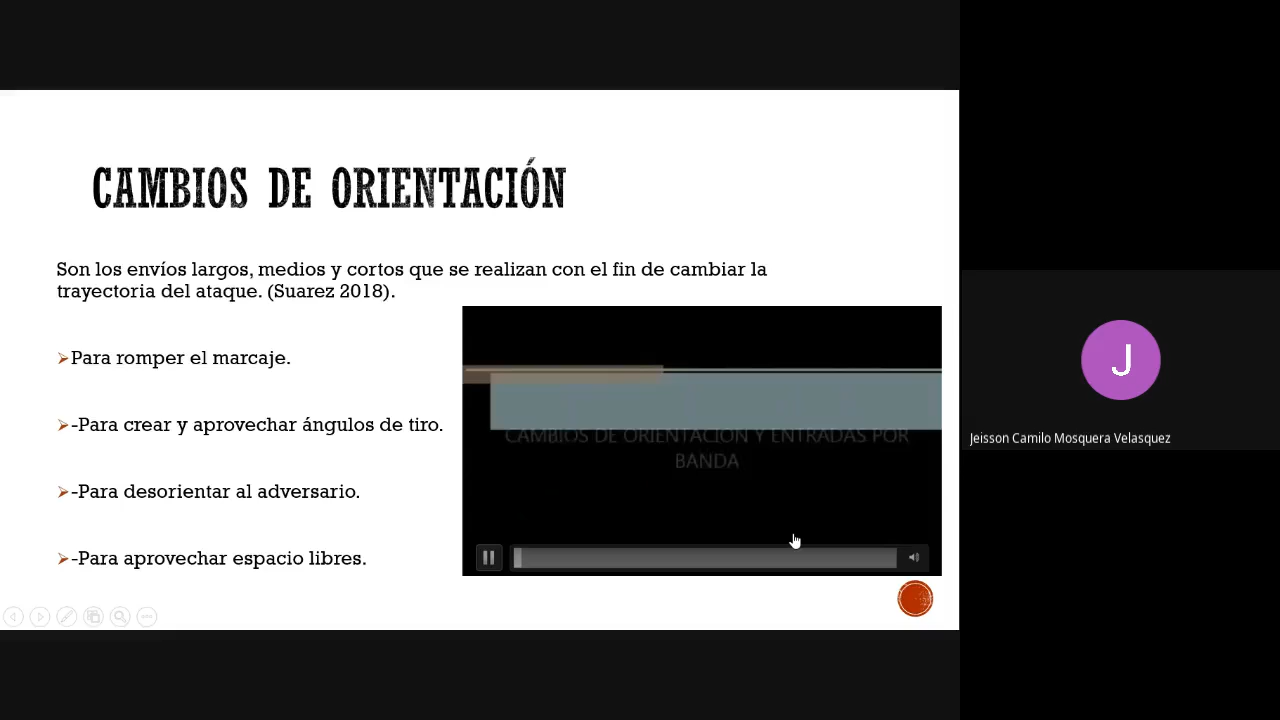 CAMBIOS DE ORIENTACIÓN
Son los envíos largos, medios y cortos que se realizan con el fin de cambiar la
trayectoria del ataque. (Suarez 2018).
Para romper el marcaje.
-Para crear y aprovechar ángulos de tiro.
-Para desorientar al adversario.
-Para aprovechar espacio libres.
CAMBIOS DE ORIENTACION Y ENTRADAS POR
BANDA
J
Jeisson Camilo Mosquera Velasquez